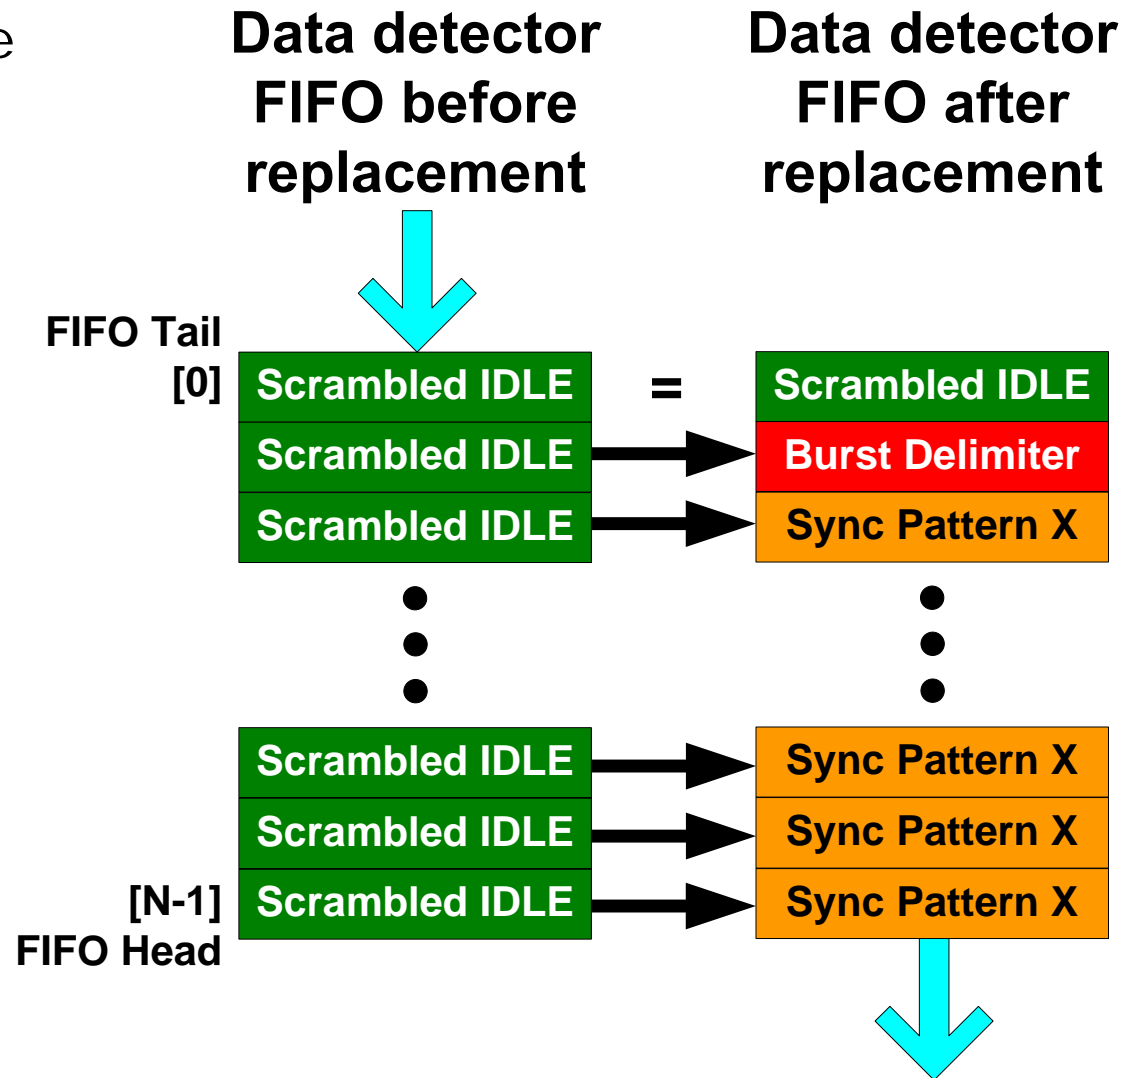 e
Data detector
FIFO before
replacement
Data detector
FIFO after
replacement
FIFO Tail
[0]
Scrambled IDLE
=
Scrambled IDLE
Scrambled IDLE
Burst Delimiter
Scrambled IDLE
Sync Pattern X
Scrambled IDLE
Sync Pattern X
Scrambled IDLE
Sync Pattern X
[N-1]
FIFO Head
Scrambled IDLE
Sync Pattern X